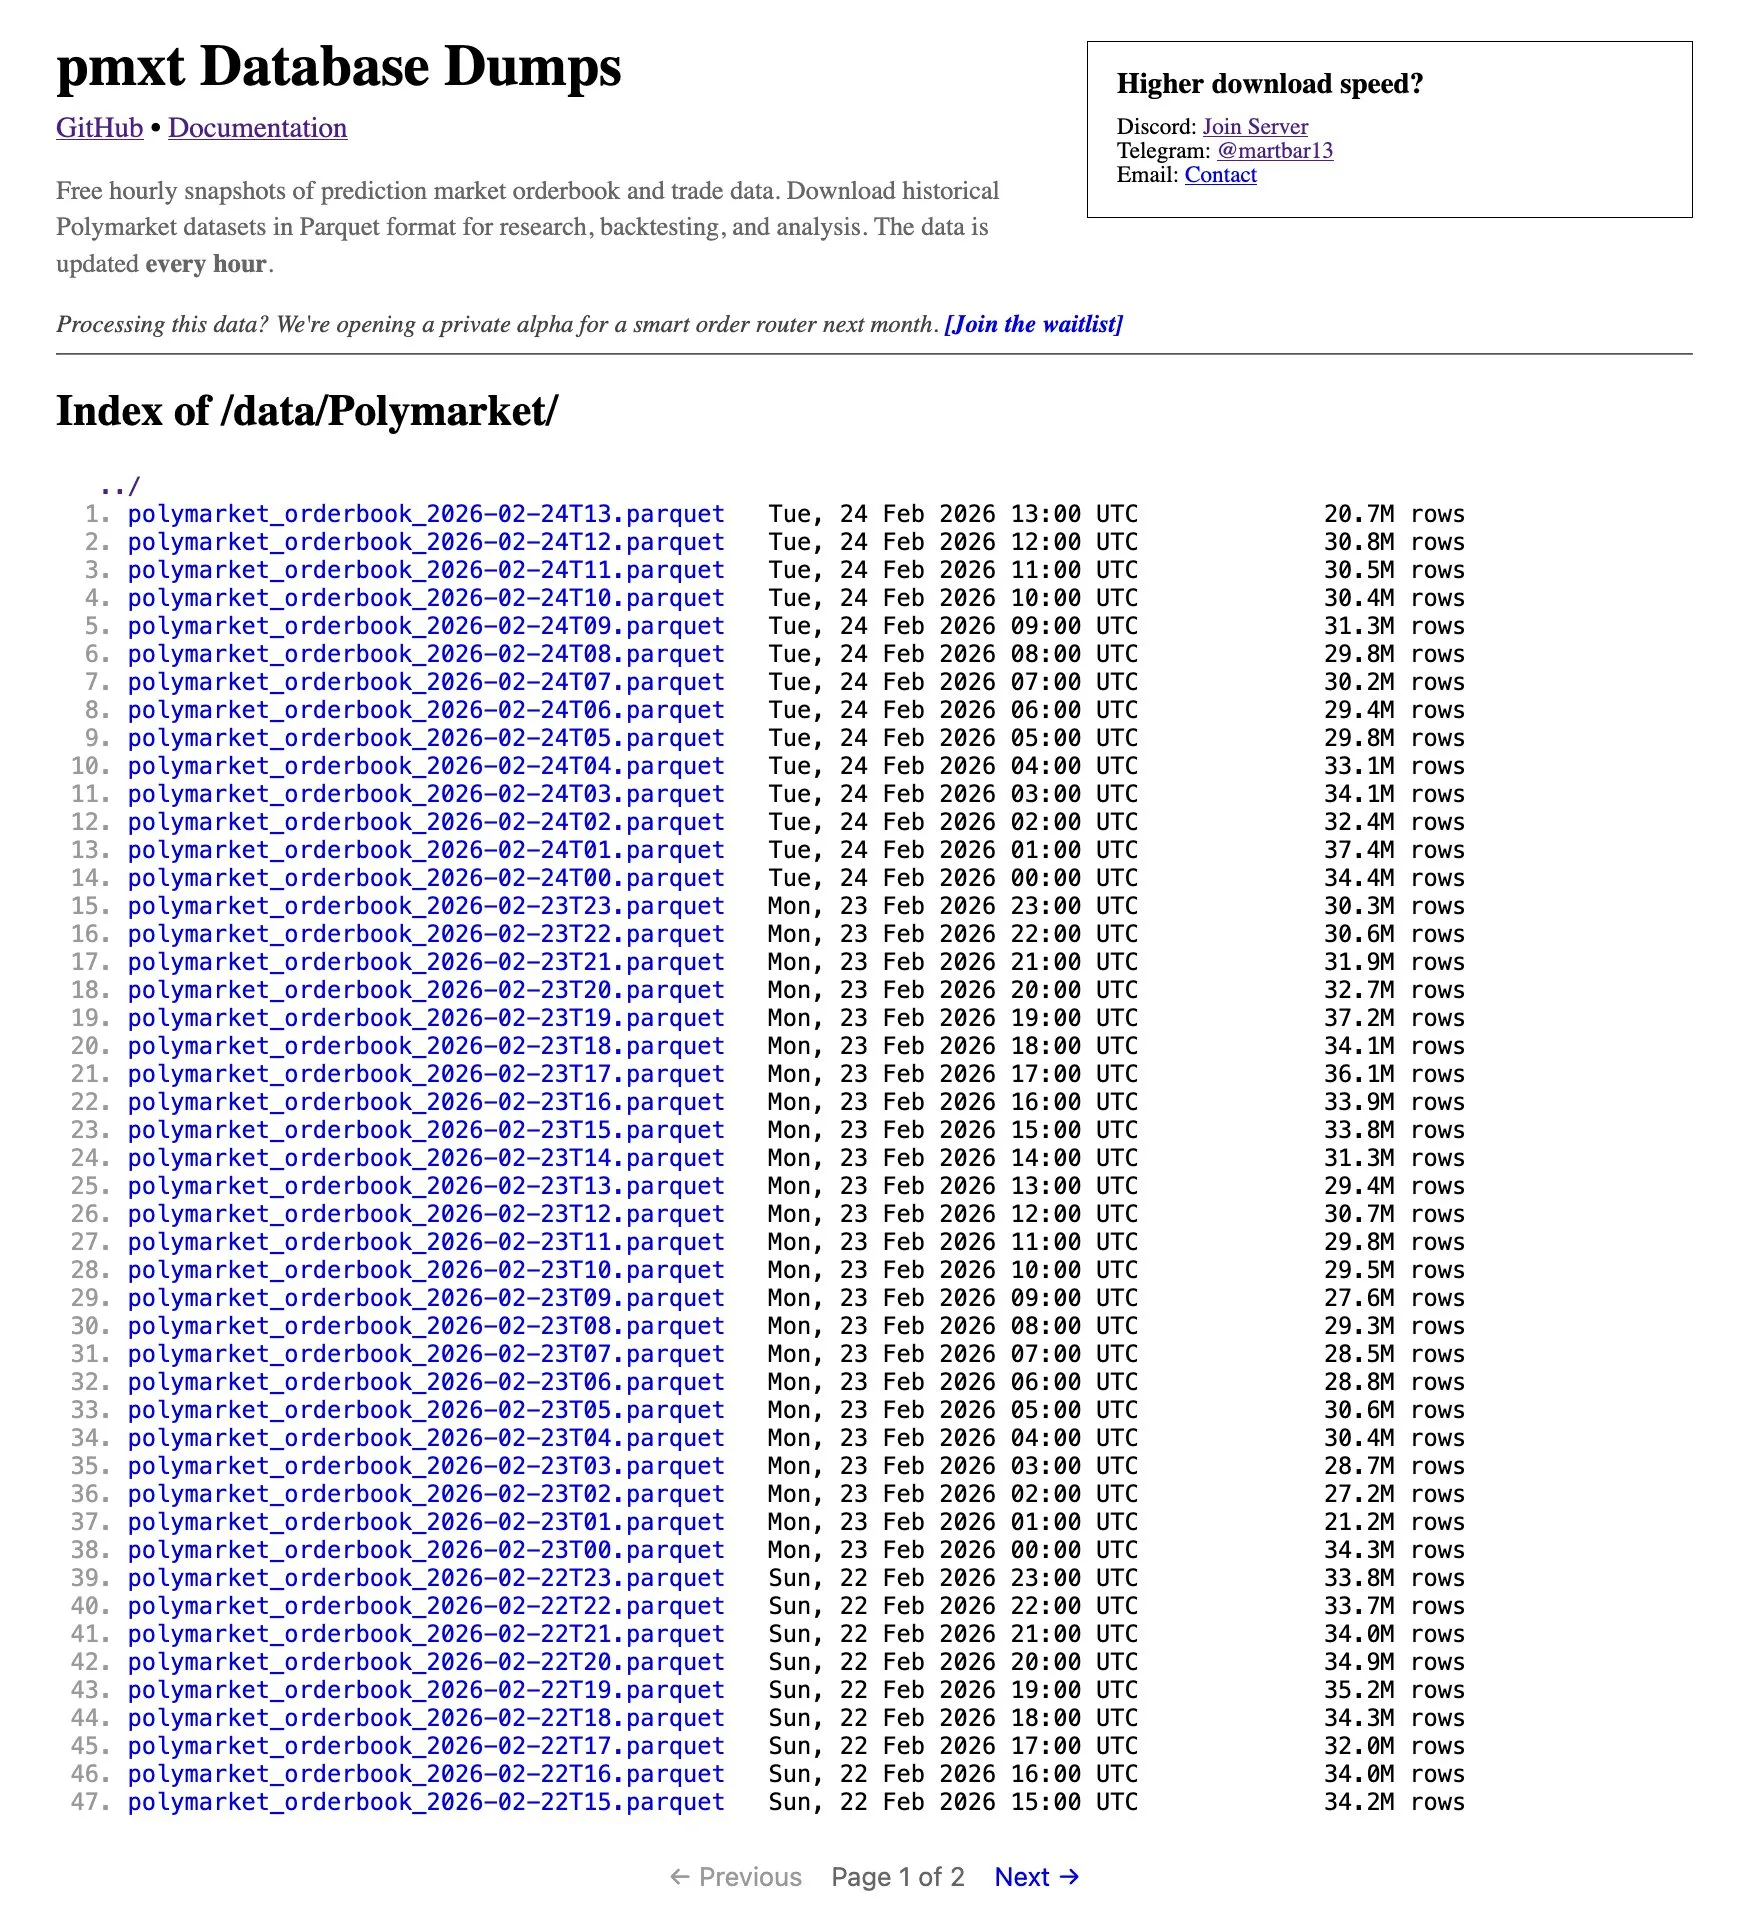 pmxt Database Dumps
GitHub • Documentation
Free hourly snapshots of prediction market orderbook and trade data. Download historical
Polymarket datasets in Parquet format for research, backtesting, and analysis. The data is
updated every hour.
Higher download speed?
Discord: Join Server
Telegram: @martbar13
Email: Contact
Processing this data? We're opening a private alpha for a smart order router next month. [Join the waitlist]
Index of /data/Polymarket/
../
1. polymarket_orderbook_2026-02-24T13.parquet Tue, 24 Feb 2026 13:00 UTC 20.7M rows
2. polymarket_orderbook_2026-02-24T12.parquet Tue, 24 Feb 2026 12:00 UTC 30.8M rows
3. polymarket_orderbook_2026-02-24T11.parquet Tue, 24 Feb 2026 11:00 UTC 30.5M rows
4. polymarket_orderbook_2026-02-24T10.parquet Tue, 24 Feb 2026 10:00 UTC 30.4M rows
5. polymarket_orderbook_2026-02-24T09.parquet Tue, 24 Feb 2026 09:00 UTC 31.3M rows
6. polymarket_orderbook_2026-02-24T08.parquet Tue, 24 Feb 2026 08:00 UTC 29.8M rows
7. polymarket_orderbook_2026-02-24T07.parquet Tue, 24 Feb 2026 07:00 UTC 30.2M rows
8. polymarket_orderbook_2026-02-24T06.parquet Tue, 24 Feb 2026 06:00 UTC 29.4M rows
9. polymarket_orderbook_2026-02-24T05.parquet Tue, 24 Feb 2026 05:00 UTC 29.8M rows
10. polymarket_orderbook_2026-02-24T04.parquet Tue, 24 Feb 2026 04:00 UTC 33.1M rows
11. polymarket_orderbook_2026-02-24T03.parquet Tue, 24 Feb 2026 03:00 UTC 34.1M rows
12. polymarket_orderbook_2026-02-24T02.parquet Tue, 24 Feb 2026 02:00 UTC 32.4M rows
13. polymarket_orderbook_2026-02-24T01.parquet Tue, 24 Feb 2026 01:00 UTC 37.4M rows
14. polymarket_orderbook_2026-02-24T00.parquet Tue, 24 Feb 2026 00:00 UTC 34.4M rows
15. polymarket_orderbook_2026-02-23T23.parquet Mon, 23 Feb 2026 23:00 UTC 30.3M rows
16. polymarket_orderbook_2026-02-23T22.parquet Mon, 23 Feb 2026 22:00 UTC 30.6M rows
17. polymarket_orderbook_2026-02-23T21.parquet Mon, 23 Feb 2026 21:00 UTC 31.9M rows
18. polymarket_orderbook_2026-02-23T20.parquet Mon, 23 Feb 2026 20:00 UTC 32.7M rows
19. polymarket_orderbook_2026-02-23T19.parquet Mon, 23 Feb 2026 19:00 UTC 37.2M rows
20. polymarket_orderbook_2026-02-23T18.parquet Mon, 23 Feb 2026 18:00 UTC 34.1M rows
21. polymarket_orderbook_2026-02-23T17.parquet Mon, 23 Feb 2026 17:00 UTC 36.1M rows
22. polymarket_orderbook_2026-02-23T16.parquet Mon, 23 Feb 2026 16:00 UTC 33.9M rows
23. polymarket_orderbook_2026-02-23T15.parquet Mon, 23 Feb 2026 15:00 UTC 33.8M rows
24. polymarket_orderbook_2026-02-23T14.parquet Mon, 23 Feb 2026 14:00 UTC 31.3M rows
25. polymarket_orderbook_2026-02-23T13.parquet Mon, 23 Feb 2026 13:00 UTC 29.4M rows
26. polymarket_orderbook_2026-02-23T12.parquet Mon, 23 Feb 2026 12:00 UTC 30.7M rows
27. polymarket_orderbook_2026-02-23T11.parquet Mon, 23 Feb 2026 11:00 UTC 29.8M rows
28. polymarket_orderbook_2026-02-23T10.parquet Mon, 23 Feb 2026 10:00 UTC 29.5M rows
29. polymarket_orderbook_2026-02-23T09.parquet Mon, 23 Feb 2026 09:00 UTC 27.6M rows
30. polymarket_orderbook_2026-02-23T08.parquet Mon, 23 Feb 2026 08:00 UTC 29.3M rows
31. polymarket_orderbook_2026-02-23T07.parquet Mon, 23 Feb 2026 07:00 UTC 28.5M rows
32. polymarket_orderbook_2026-02-23T06.parquet Mon, 23 Feb 2026 06:00 UTC 28.8M rows
33. polymarket_orderbook_2026-02-23T05.parquet Mon, 23 Feb 2026 05:00 UTC 30.6M rows
34. polymarket_orderbook_2026-02-23T04.parquet Mon, 23 Feb 2026 04:00 UTC 30.4M rows
35. polymarket_orderbook_2026-02-23T03.parquet Mon, 23 Feb 2026 03:00 UTC 28.7M rows
36. polymarket_orderbook_2026-02-23T02.parquet Mon, 23 Feb 2026 02:00 UTC 27.2M rows
37. polymarket_orderbook_2026-02-23T01.parquet Mon, 23 Feb 2026 01:00 UTC 21.2M rows
38. polymarket_orderbook_2026-02-23T00.parquet Mon, 23 Feb 2026 00:00 UTC 34.3M rows
39. polymarket_orderbook_2026-02-22T23.parquet Sun, 22 Feb 2026 23:00 UTC 33.8M rows
40. polymarket_orderbook_2026-02-22T22.parquet Sun, 22 Feb 2026 22:00 UTC 33.7M rows
41. polymarket_orderbook_2026-02-22T21.parquet Sun, 22 Feb 2026 21:00 UTC 34.0M rows
42. polymarket_orderbook_2026-02-22T20.parquet Sun, 22 Feb 2026 20:00 UTC 34.9M rows
43. polymarket_orderbook_2026-02-22T19.parquet Sun, 22 Feb 2026 19:00 UTC 35.2M rows
44. polymarket_orderbook_2026-02-22T18.parquet Sun, 22 Feb 2026 18:00 UTC 34.3M rows
45. polymarket_orderbook_2026-02-22T17.parquet Sun, 22 Feb 2026 17:00 UTC 32.0M rows
46. polymarket_orderbook_2026-02-22T16.parquet Sun, 22 Feb 2026 16:00 UTC 34.0M rows
47. polymarket_orderbook_2026-02-22T15.parquet Sun, 22 Feb 2026 15:00 UTC 34.2M rows
← Previous Page 1 of 2 Next →